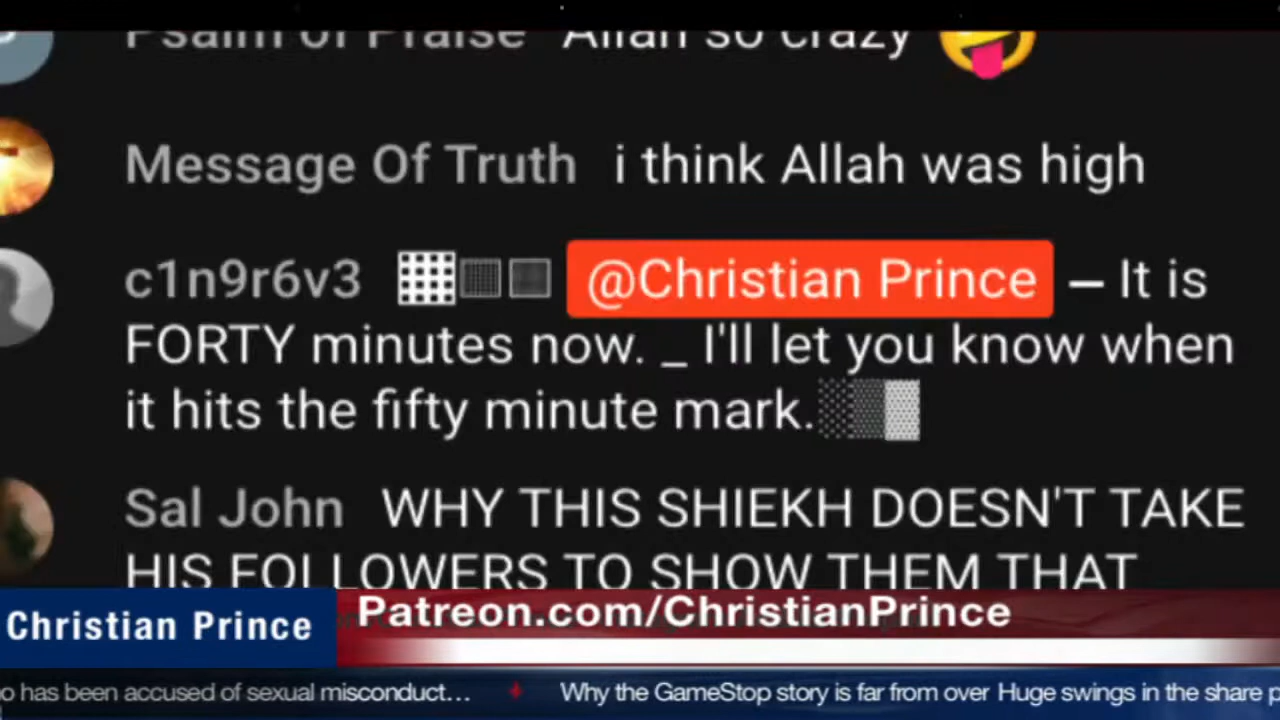 Psalm of Praise Allah so crazy
Message Of Truth i think Allah was high
c1n9r6v3 @Christian Prince – It is
FORTY minutes now. _ I'll let you know when
it hits the fifty minute mark.
Sal John WHY THIS SHIEKH DOESN'T TAKE
HIS FOLLOWERS TO SHOW THEM THAT
Christian Prince Patreon.com/ChristianPrince
o has been accused of sexual misconduct... Why the GameStop story is far from over Huge swings in the share p